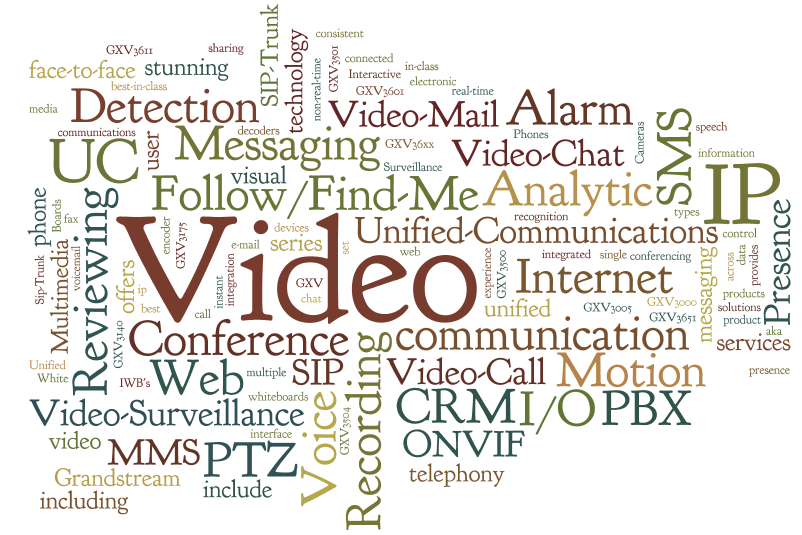 GXV3611
sharing
SIP-Trunk
consistent
face-to-face
stunning
technology
non-real-time
GXV3501
connected
in-class
Interactive
electronic
best-in-class
GXV3601
real-time
media
Detection
Video-Mail
Alarm
communications
decoders
Phones
Cameras
SMS
speech
UC
user
Messaging
GXV36xx
Video-Chat
information
visual
Surveillance
IP
phone
Boards
fax
Reviewing
Follow/Find-Me
Analytic
types
recognition
encoder
GXV3175
Video
devices
Unified-Communications
control
Presence
series
set
e-mail
web
Sip-Trunk
Multimedia
voicemail
offers
ip
best
instant
integration
GXV
chat
call
experience
GXV3500
integrated
single
conferencing
Internet
messaging
across
data
provides
products
unified
GXV3005
GXV3000
GXV3651
solutions
product
aka
GXV3140
Conference
communication
services
Unified
White
IWB's
Web
multiple
SIP
Recording
Video-Call
Motion
presence
Video-Surveillance
whiteboards
Voice
CRM
I/O
PBX
video
interface
GXV3504
ONVIF
MMS
PTZ
Grandstream
include
telephony
including